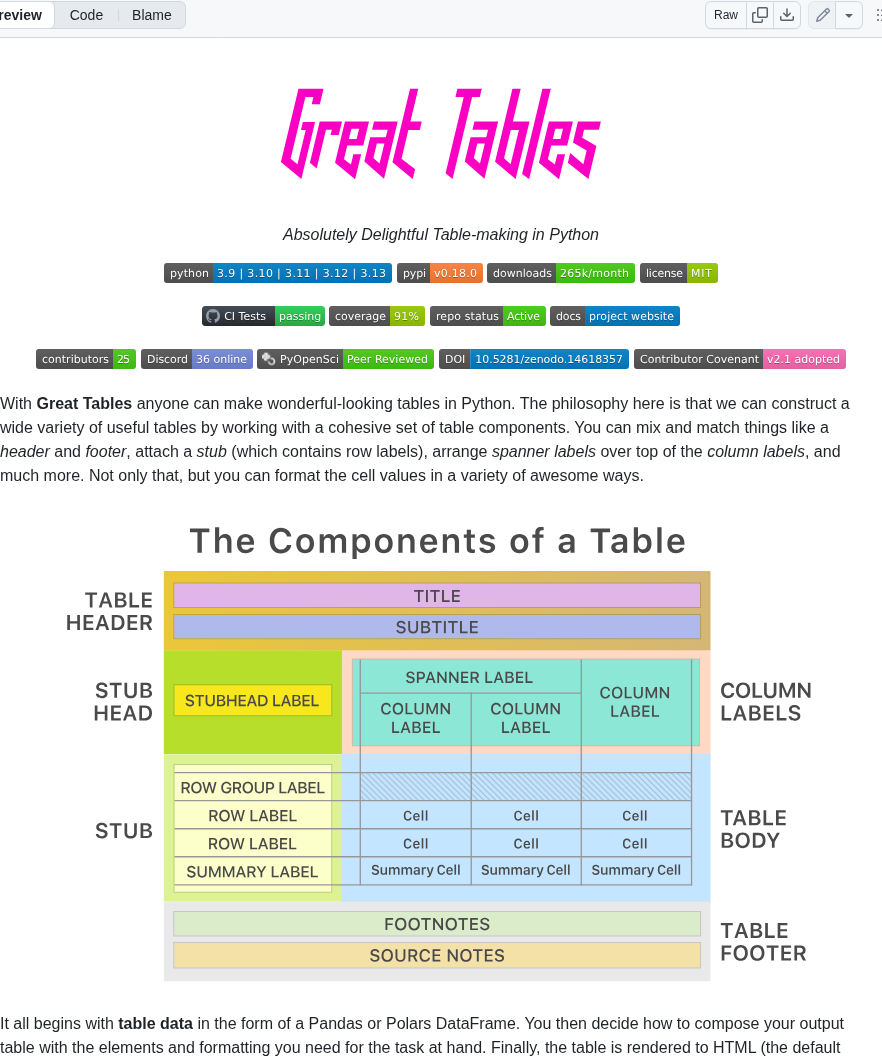 review Code Blame Raw
Great Tables
Absolutely Delightful Table-making in Python
python 3.9 | 3.10 | 3.11 | 3.12 | 3.13 pypi v0.18.0 downloads 265k/month license MIT
CI Tests passing coverage 91% repo status Active docs project website
contributors 25 Discord 36 online PyOpenSci Peer Reviewed DOI 10.5281/zenodo.14618357 Contributor Covenant v2.1 adopted
With Great Tables anyone can make wonderful-looking tables in Python. The philosophy here is that we can construct a
wide variety of useful tables by working with a cohesive set of table components. You can mix and match things like a
header and footer, attach a stub (which contains row labels), arrange spanner labels over top of the column labels, and
much more. Not only that, but you can format the cell values in a variety of awesome ways.
The Components of a Table
TABLE
HEADER
TITLE
SUBTITLE
STUB
HEAD
STUBHEAD LABEL
SPANNER LABEL
COLUMN
LABEL
COLUMN
LABEL
COLUMN
LABEL
COLUMN
LABELS
STUB
ROW GROUP LABEL
ROW LABEL Cell Cell Cell
ROW LABEL Cell Cell Cell
SUMMARY LABEL Summary Cell Summary Cell Summary Cell
TABLE
BODY
FOOTNOTES
SOURCE NOTES
TABLE
FOOTER
It all begins with table data in the form of a Pandas or Polars DataFrame. You then decide how to compose your output
table with the elements and formatting you need for the task at hand. Finally, the table is rendered to HTML (the default